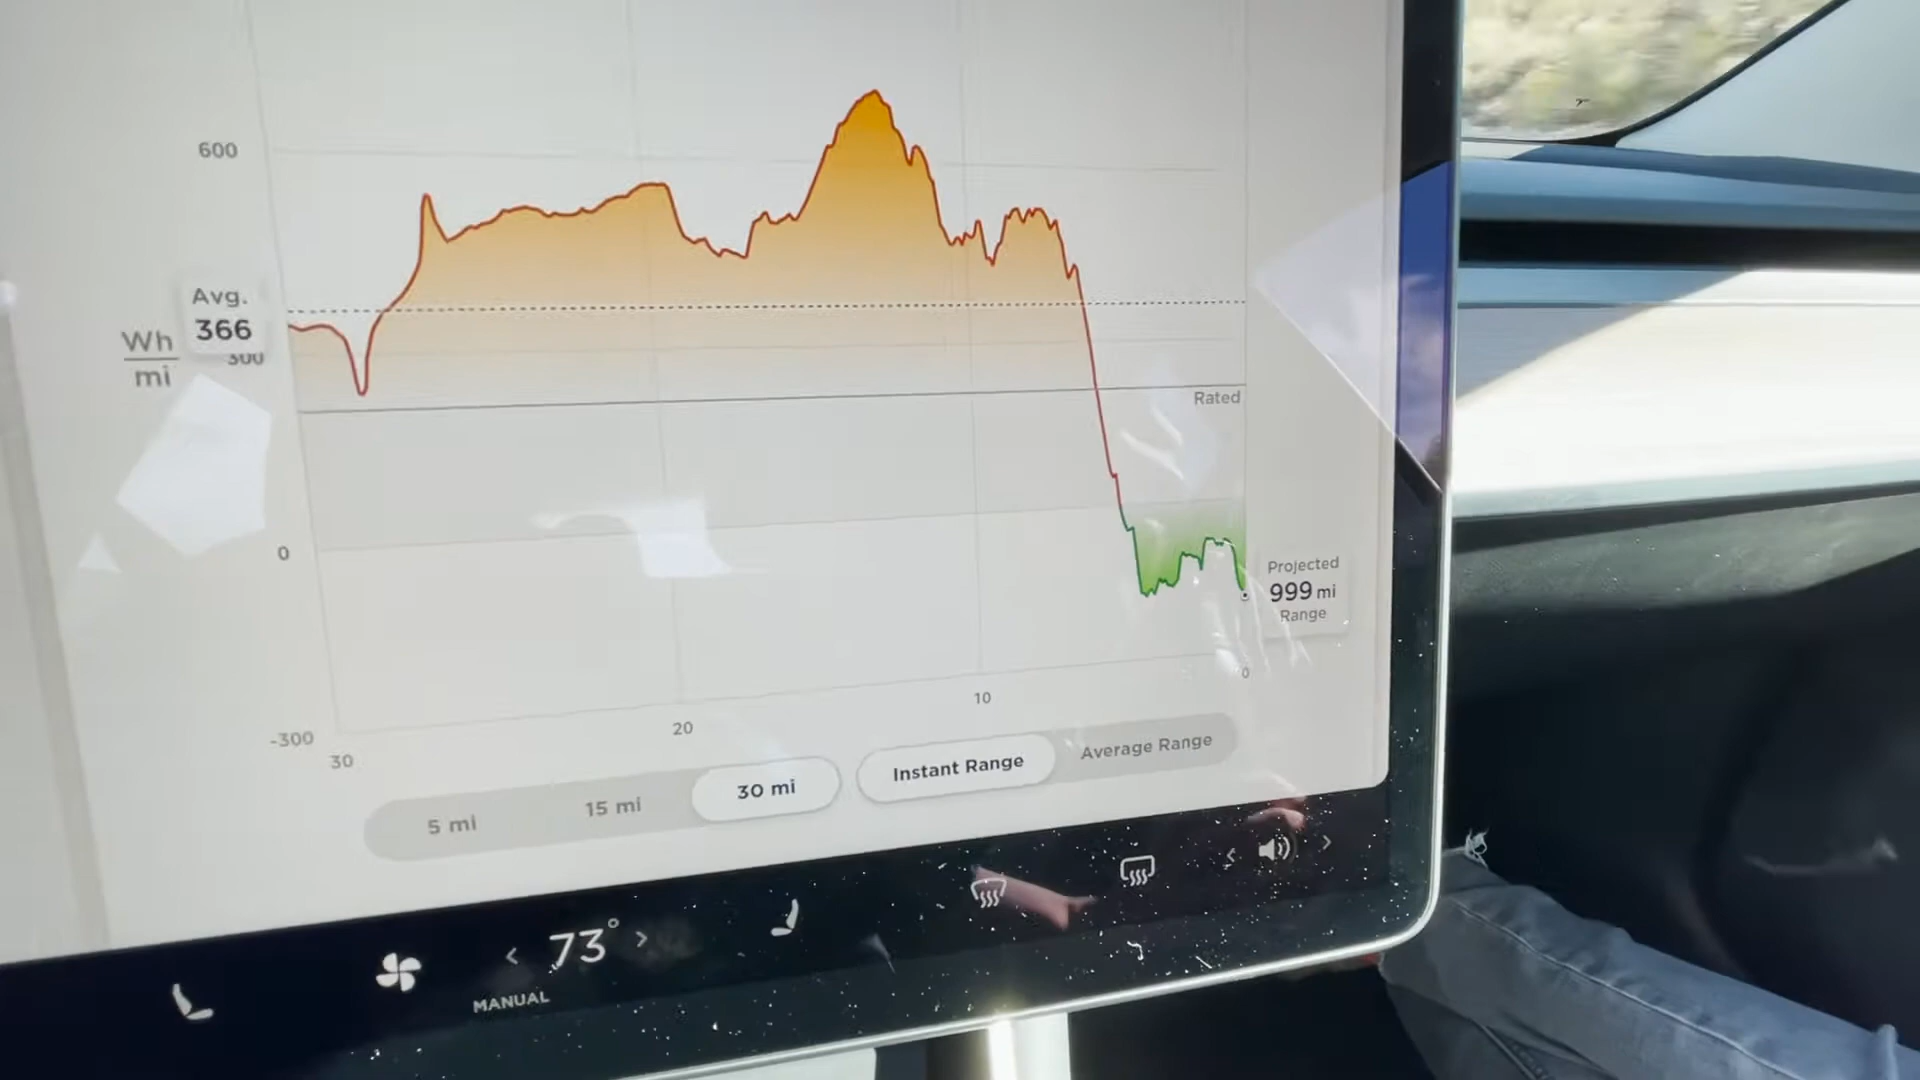 600
Avg.
366
Wh
mi
300
Rated
0
Projected
999 mi
Range
0
10
20
-300
30
5 mi
15 mi
30 mi
Instant Range
Average Range
73°
MANUAL